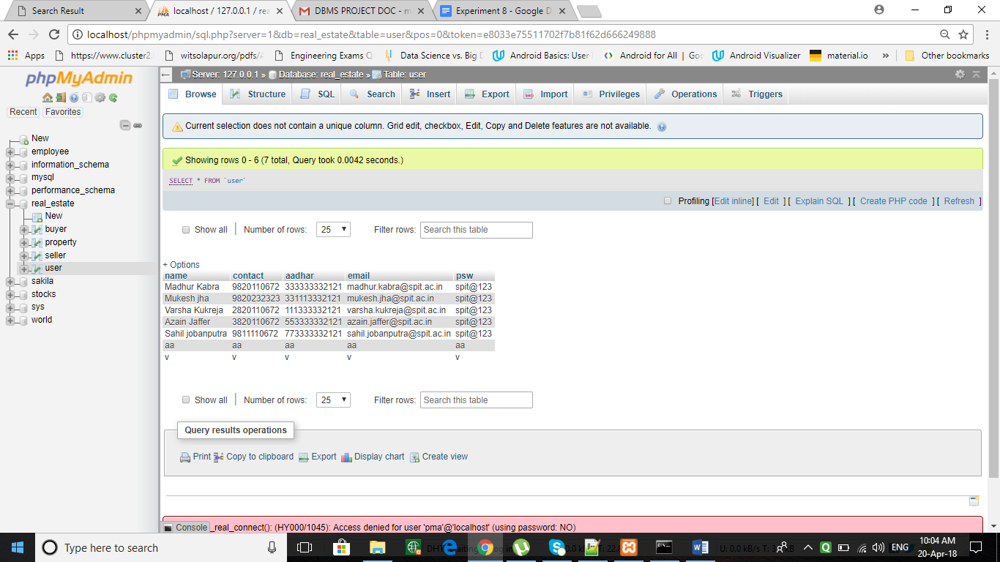 Search Result
localhost / 127.0.0.1 / rea
DBMS PROJECT DOC - m
Experiment 8 - Google D
localhost/phpmyadmin/sql.php?server=1&db=real_estate&table=user&pos=0&token=e8033e75511702f7b81f62d666249888
Apps https://www.cluster2. witsolapur.org/pdfs/ Engineering Exams Q Data Science vs. Big D Android Basics: User Android for All | Goo Android Visualizer material.io » Other bookmarks
phpMyAdmin
Recent Favorites
New
employee
information_schema
mysql
performance_schema
real_estate
New
buyer
property
seller
user
sakila
stocks
sys
world
Server: 127.0.0.1 » Database: real_estate » Table: user
Browse Structure SQL Search Insert Export Import Privileges Operations Triggers
Current selection does not contain a unique column. Grid edit, checkbox, Edit, Copy and Delete features are not available.
Showing rows 0 - 6 (7 total, Query took 0.0042 seconds.)
SELECT * FROM `user`
Profiling [Edit inline] [ Edit ] [ Explain SQL ] [ Create PHP code ] [ Refresh ]
Show all | Number of rows: 25 Filter rows: Search this table
+ Options
name contact aadhar email psw
Madhur Kabra 9820110672 333333332121 madhur.kabra@spit.ac.in spit@123
Mukesh jha 9820232323 331113332121 mukesh.jha@spit.ac.in spit@123
Varsha Kukreja 2820110672 111333332121 varsha.kukreja@spit.ac.in spit@123
Azain Jaffer 3820110672 553333332121 azain.jaffer@spit.ac.in spit@123
Sahil jobanputra 9811110672 773333332121 sahil.jobanputra@spit.ac.in spit@123
aa aa aa aa aa
v v v v v
Show all | Number of rows: 25 Filter rows: Search this table
Query results operations
Print Copy to clipboard Export Display chart Create view
Console _real_connect(): (HY000/1045): Access denied for user 'pma'@'localhost' (using password: NO)
Type here to search
ENG
10:04 AM
20-Apr-18